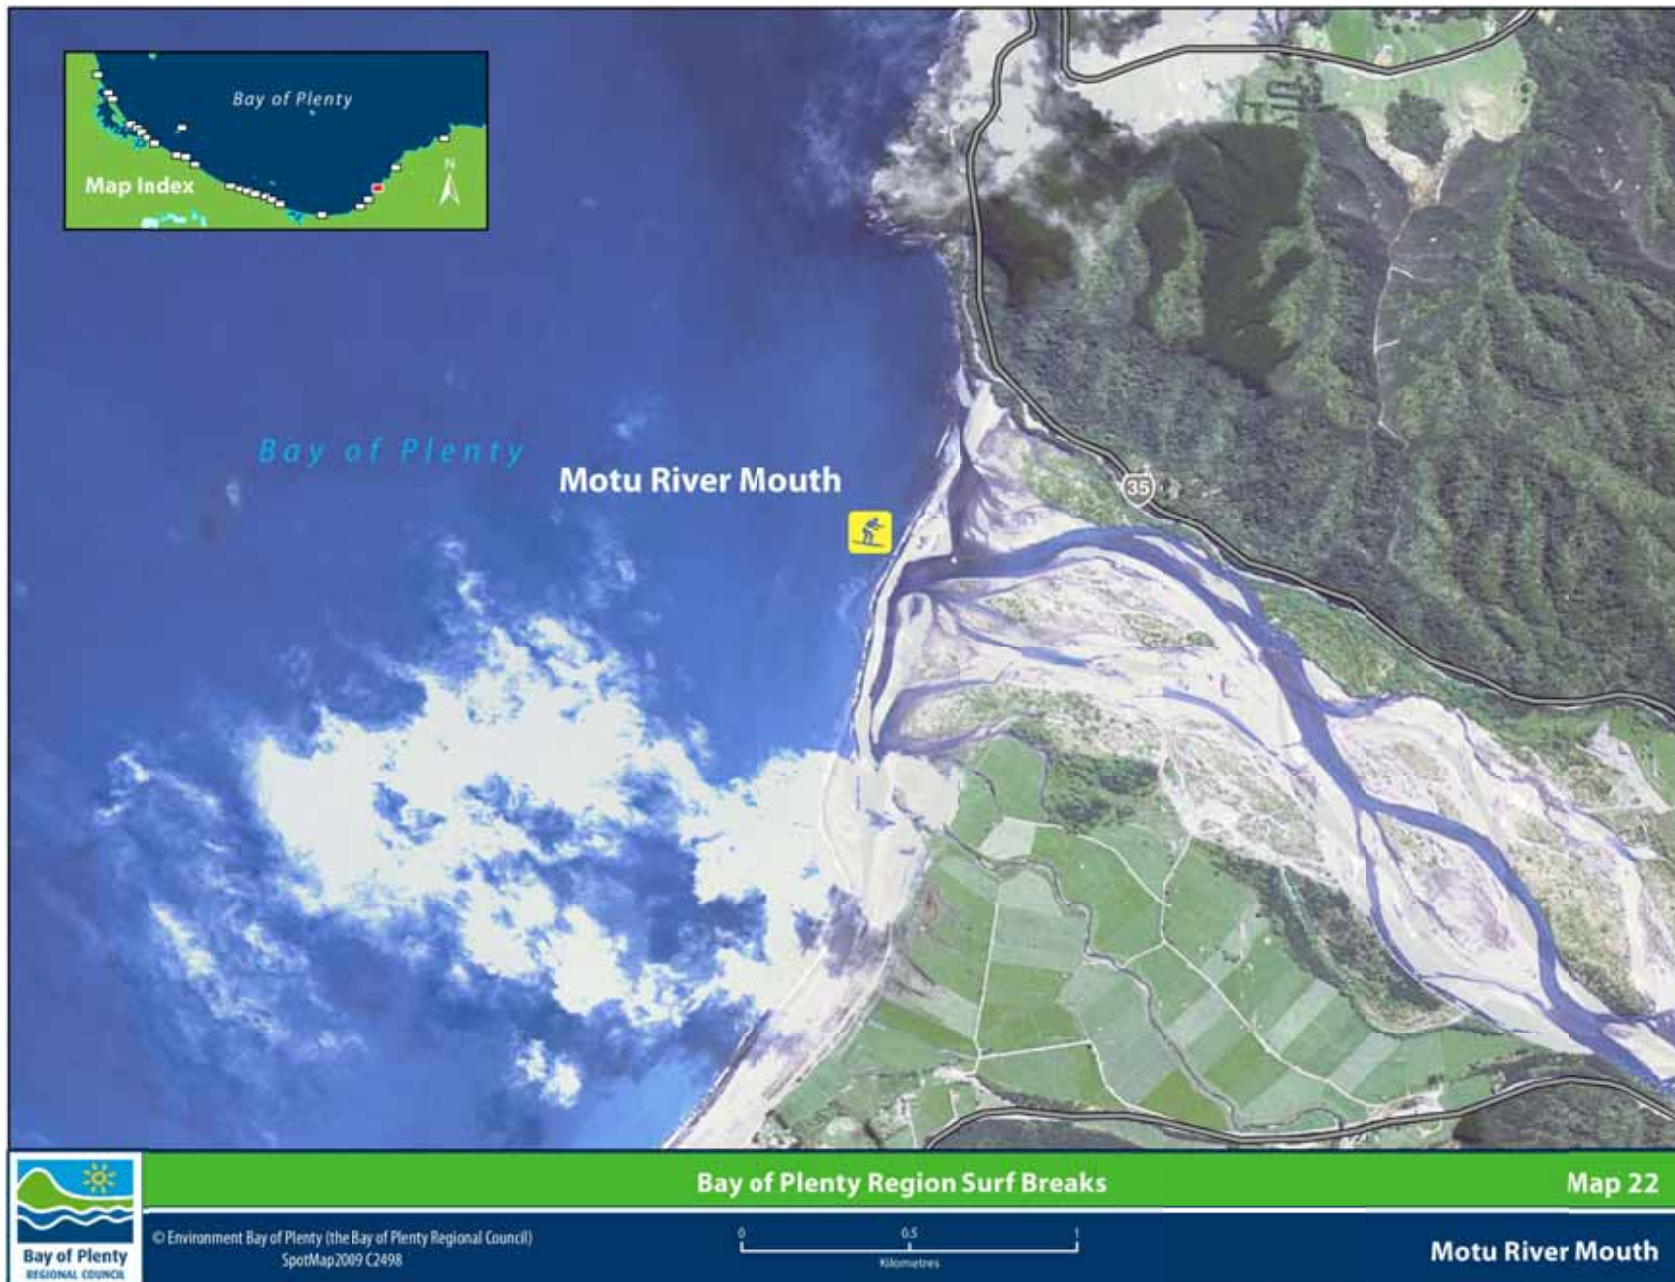 Bay of Plenty
Map Index
N
Bay of Plenty
Motu River Mouth
35
Bay of Plenty Region Surf Breaks
Map 22
Bay of Plenty
REGIONAL COUNCIL
© Environment Bay of Plenty (the Bay of Plenty Regional Council)
SpotMap2009 C2498
0 0.5 1
Kilometres
Motu River Mouth